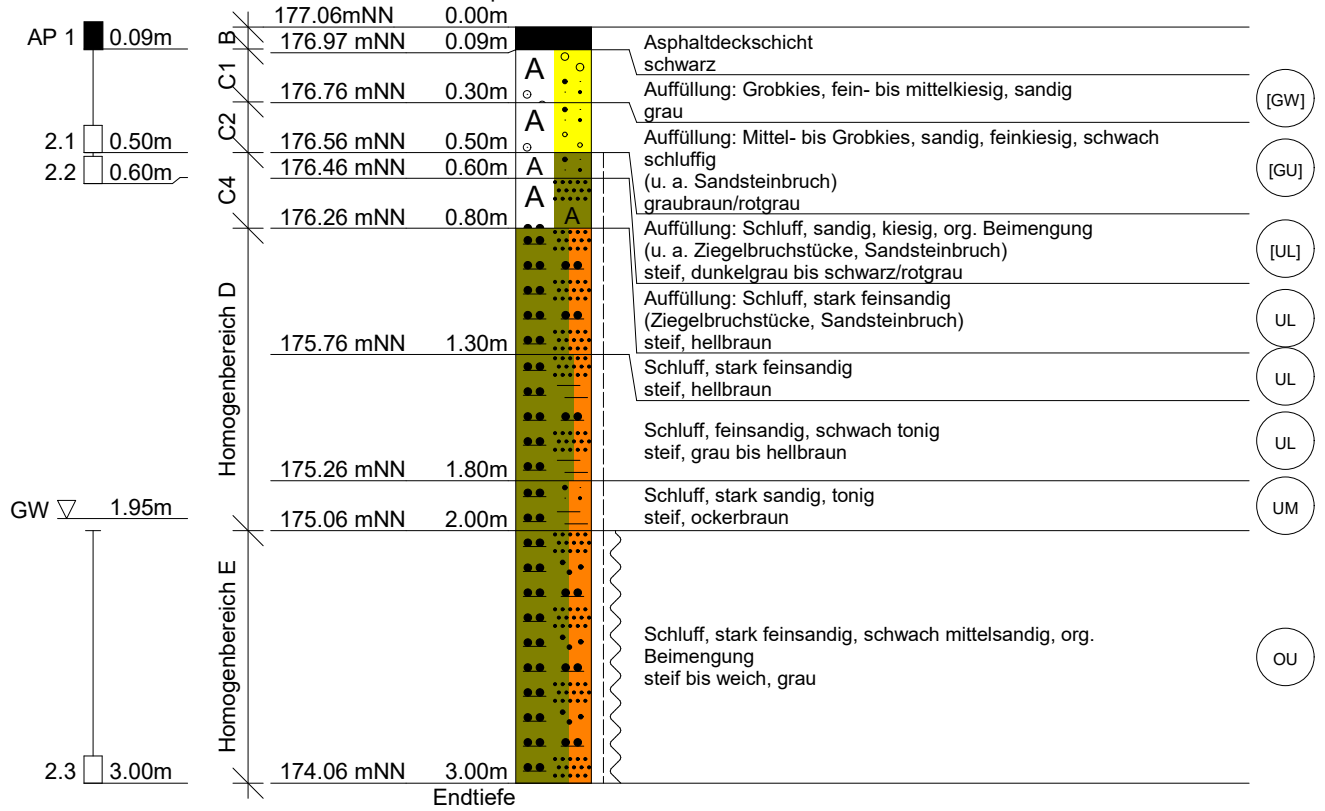 177.06mNN 0.00m
AP 1 0.09m
B
176.97 mNN 0.09m
Asphaltdeckschicht
schwarz
C1
A
176.76 mNN 0.30m
Auffüllung: Grobkies, fein- bis mittelkiesig, sandig
grau
[GW]
C2
A
2.1 0.50m
176.56 mNN 0.50m
Auffüllung: Mittel- bis Grobkies, sandig, feinkiesig, schwach
schluffig
(u. a. Sandsteinbruch)
graubraun/rotgrau
[GU]
2.2 0.60m
176.46 mNN 0.60m
A
C4
A
A
176.26 mNN 0.80m
Auffüllung: Schluff, sandig, kiesig, org. Beimengung
(u. a. Ziegelbruchstücke, Sandsteinbruch)
steif, dunkelgrau bis schwarz/rotgrau
[UL]
Auffüllung: Schluff, stark feinsandig
(Ziegelbruchstücke, Sandsteinbruch)
steif, hellbraun
UL
Homogenbereich D
175.76 mNN 1.30m
Schluff, stark feinsandig
steif, hellbraun
UL
Schluff, feinsandig, schwach tonig
steif, grau bis hellbraun
UL
175.26 mNN 1.80m
Schluff, stark sandig, tonig
steif, ockerbraun
UM
GW 1.95m
175.06 mNN 2.00m
Homogenbereich E
Schluff, stark feinsandig, schwach mittelsandig, org.
Beimengung
steif bis weich, grau
OU
2.3 3.00m
174.06 mNN 3.00m
Endtiefe